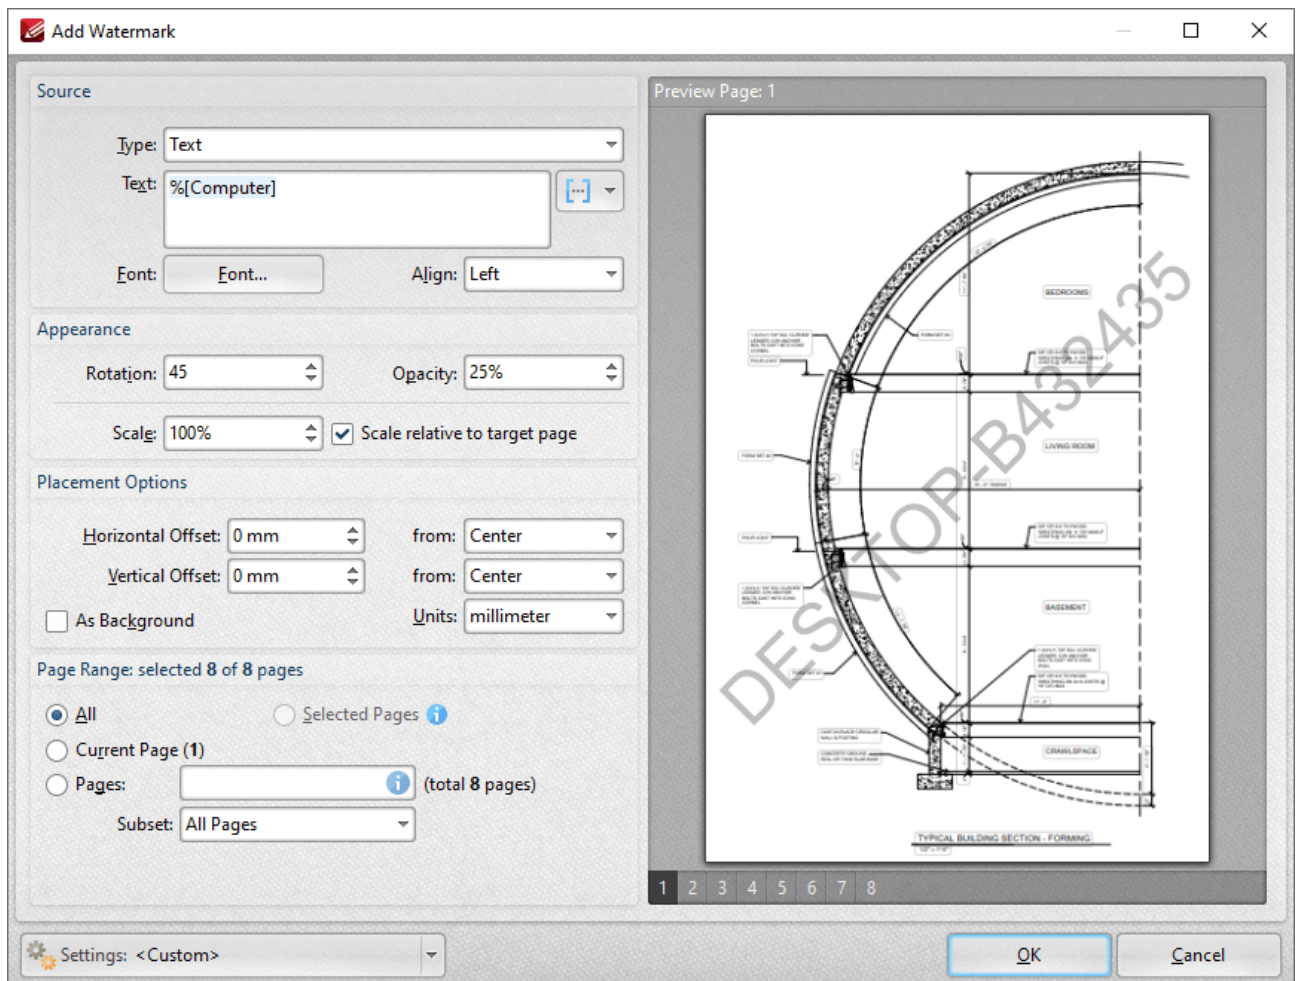 Add Watermark
Source
Type: Text
Text: %[Computer]
Font: Font... Align: Left
Appearance
Rotation: 45 Opacity: 25%
Scale: 100% Scale relative to target page
Placement Options
Horizontal Offset: 0 mm from: Center
Vertical Offset: 0 mm from: Center
As Background Units: millimeter
Page Range: selected 8 of 8 pages
All Selected Pages
Current Page (1)
Pages: (total 8 pages)
Subset: All Pages
Preview Page: 1
BEDROOMS
LIVING ROOM
BASEMENT
CRAWLSPACE
DESKTOP-B432435
TYPICAL BUILDING SECTION - FORMING
1 2 3 4 5 6 7 8
Settings: <Custom>
OK Cancel